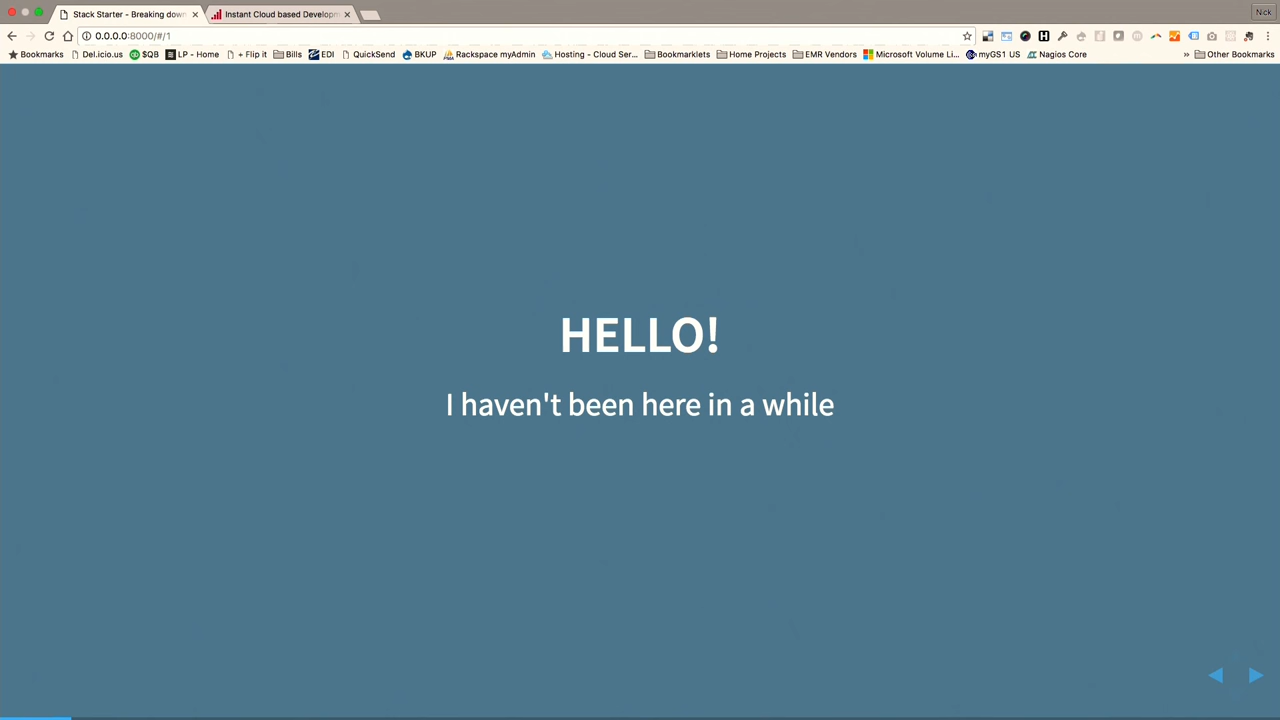 Stack Starter - Breaking down
Instant Cloud based Developm
Nick
0.0.0.0:8000/#/1
Bookmarks
Del.icio.us
$QB
LP - Home
+ Flip it
Bills
EDI
QuickSend
BKUP
Rackspace myAdmin
Hosting - Cloud Ser...
Bookmarklets
Home Projects
EMR Vendors
Microsoft Volume Li...
myGS1 US
Nagios Core
»
Other Bookmarks
HELLO!
I haven't been here in a while